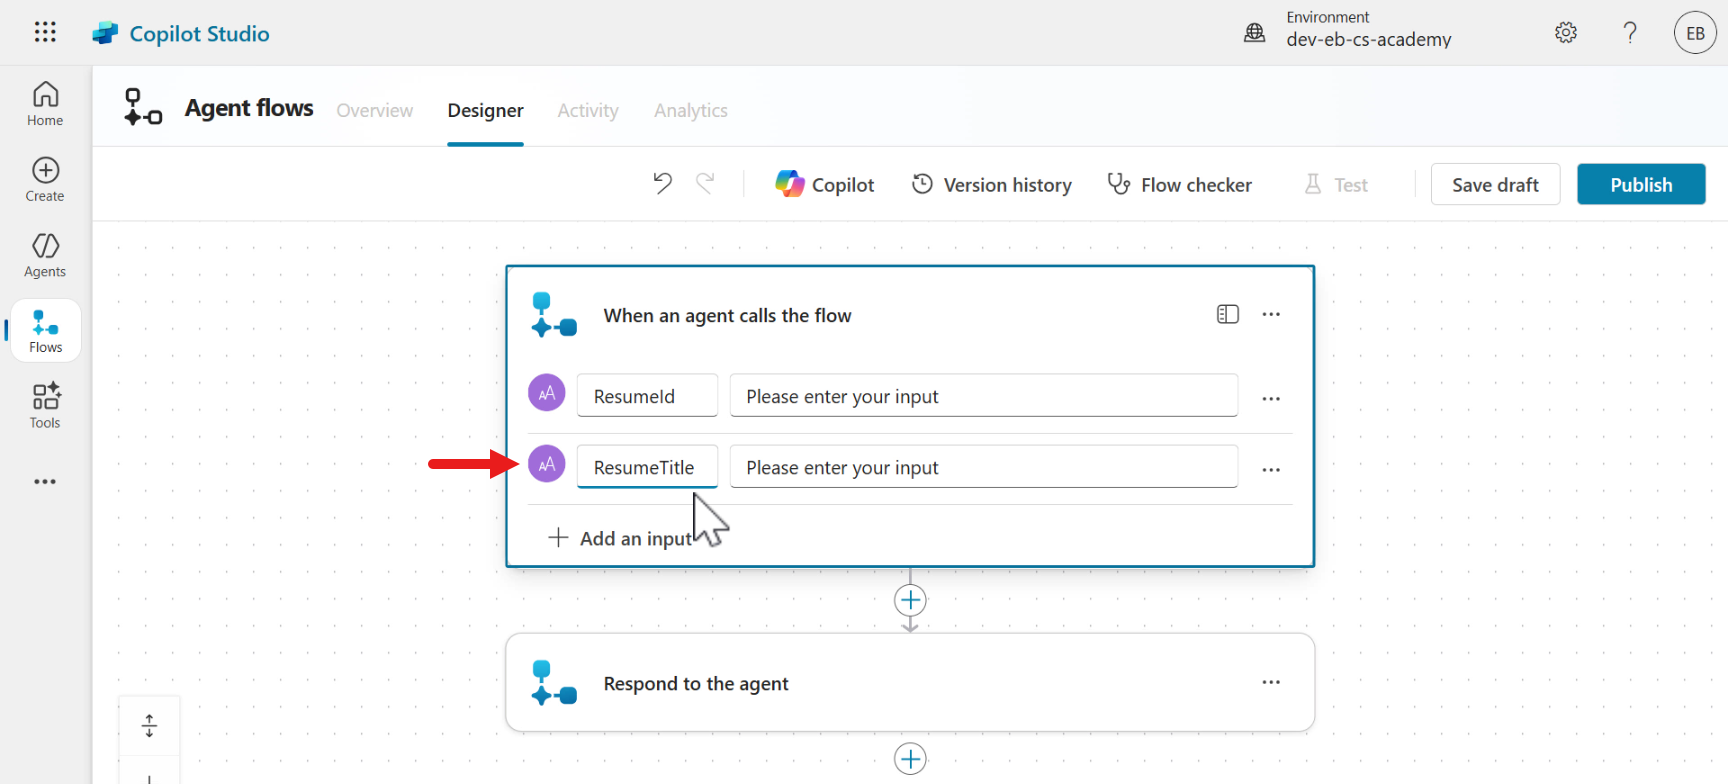 Copilot Studio
Environment
dev-eb-cs-academy
?
EB
Home
Create
Agents
Flows
Tools
Agent flows
Overview
Designer
Activity
Analytics
Copilot
Version history
Flow checker
Test
Save draft
Publish
When an agent calls the flow
AA
ResumeId
Please enter your input
AA
ResumeTitle
Please enter your input
Add an input
Respond to the agent